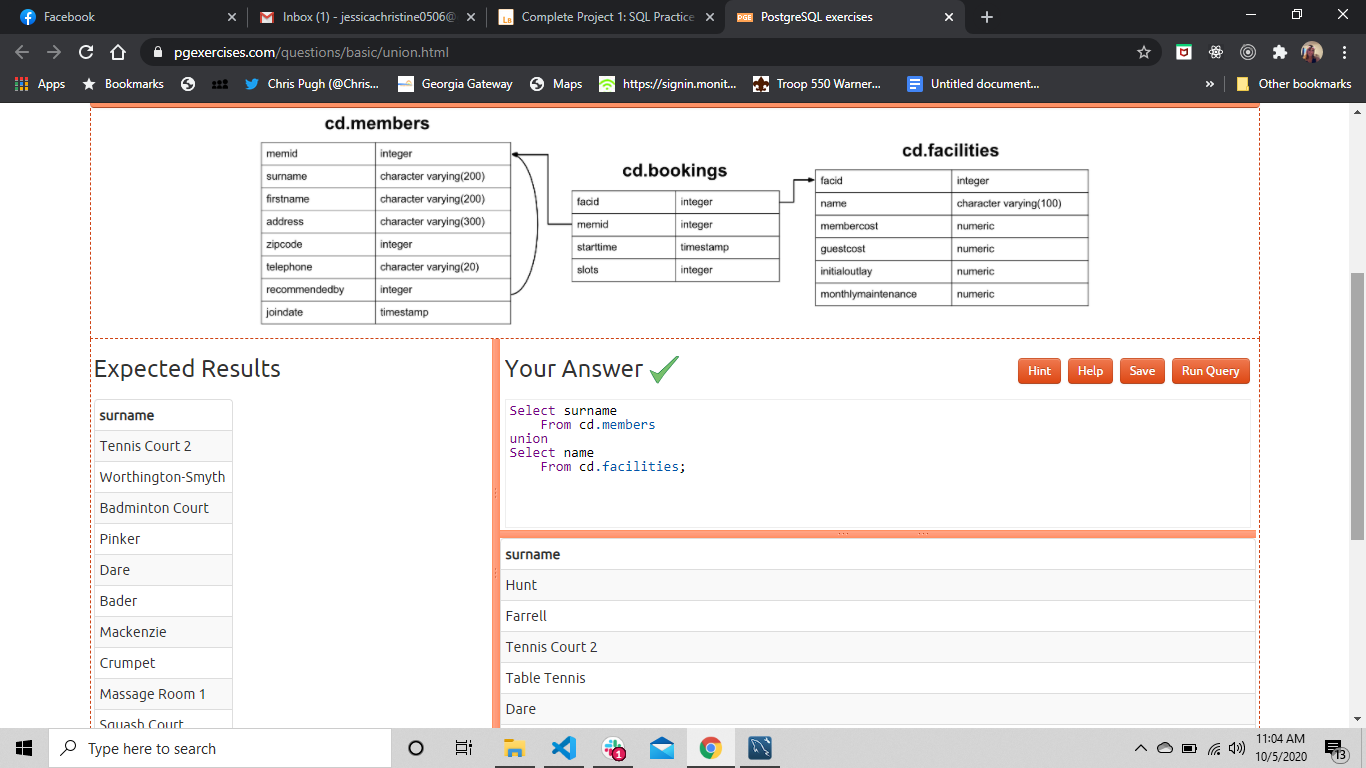 Facebook
Inbox (1) - jessicachristine0506@
La
Complete Project 1: SQL Practice
PGE
PostgreSQL exercises
pgexercises.com/questions/basic/union.html
Apps
Bookmarks
Chris Pugh (@Chris...
Georgia Gateway
Maps
https://signin.monit...
Troop 550 Warner...
Untitled document...
»
Other bookmarks
cd.members
memid integer
surname character varying(200)
firstname character varying(200)
address character varying(300)
zipcode integer
telephone character varying(20)
recommendedby integer
joindate timestamp
cd.bookings
facid integer
memid integer
starttime timestamp
slots integer
cd.facilities
facid integer
name character varying(100)
membercost numeric
guestcost numeric
initialoutlay numeric
monthlymaintenance numeric
Expected Results
surname
Tennis Court 2
Worthington-Smyth
Badminton Court
Pinker
Dare
Bader
Mackenzie
Crumpet
Massage Room 1
Squash Court
Your Answer
Hint Help Save Run Query
Select surname
From cd.members
union
Select name
From cd.facilities;
surname
Hunt
Farrell
Tennis Court 2
Table Tennis
Dare
Type here to search
1
11:04 AM
10/5/2020
13